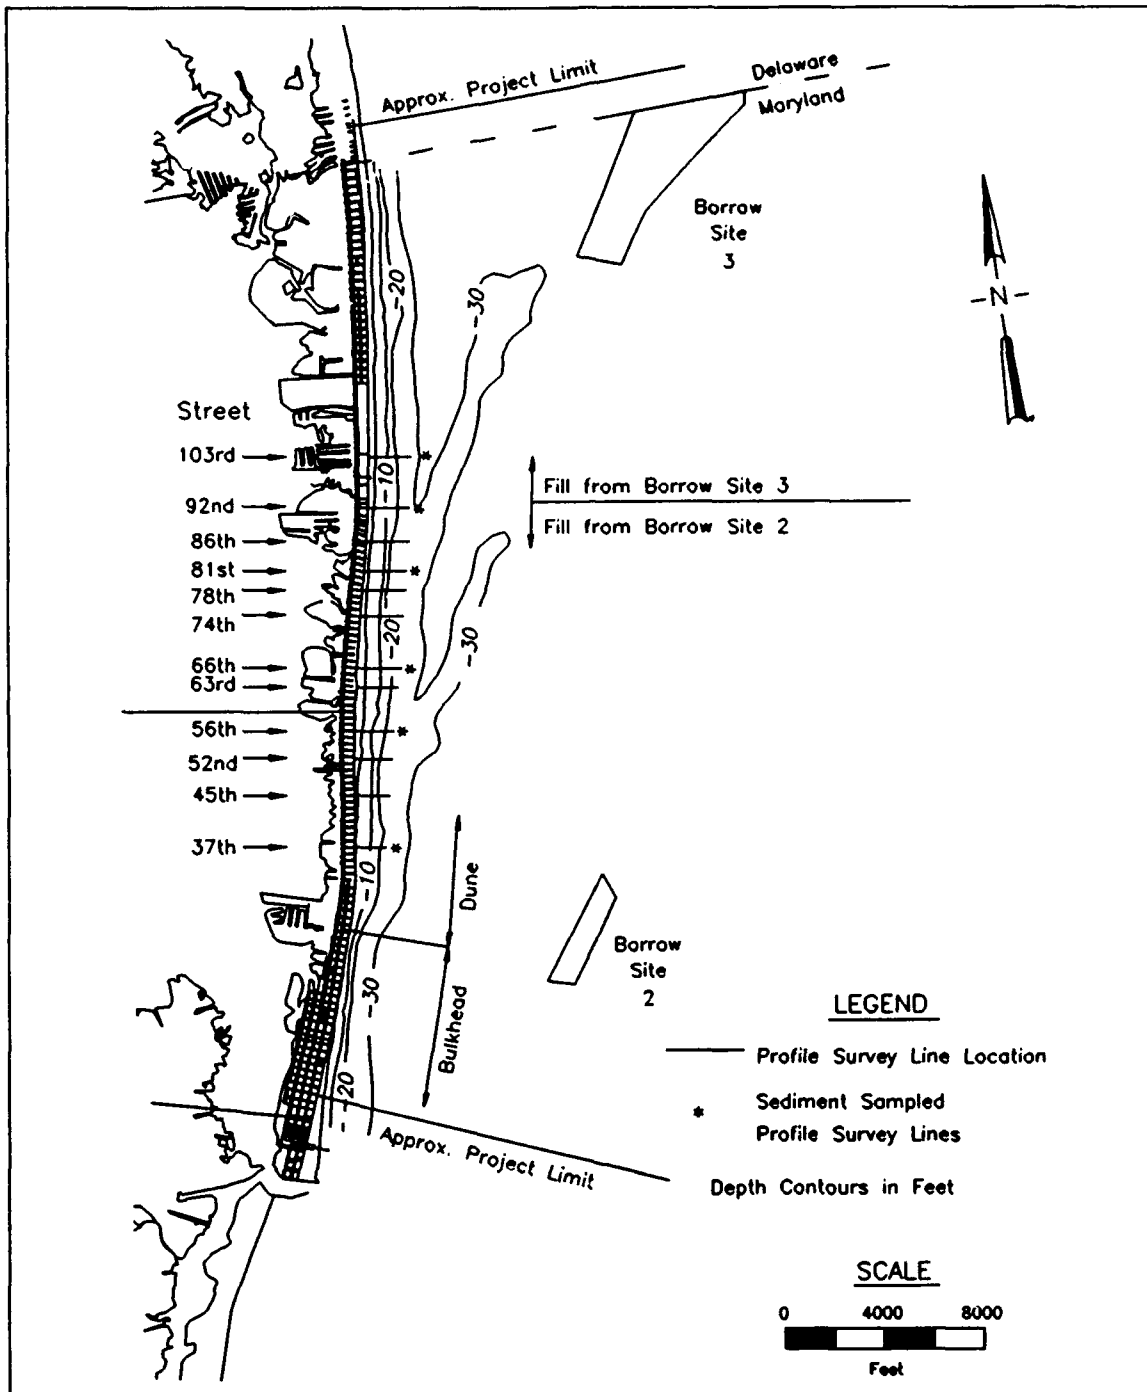 Approx. Project Limit
Delaware
Maryland
Borrow
Site
3
-20
-30
-N-
Street
103rd
*
-10
Fill from Borrow Site 3
92nd
*
Fill from Borrow Site 2
86th
81st
*
78th
74th
-20
-30
66th
*
63rd
56th
*
52nd
45th
37th
*
-10
Dune
Borrow
Site
2
-30
Bulkhead
-20
Approx. Project Limit
LEGEND
Profile Survey Line Location
* Sediment Sampled
Profile Survey Lines
Depth Contours in Feet
SCALE
0 4000 8000
Feet